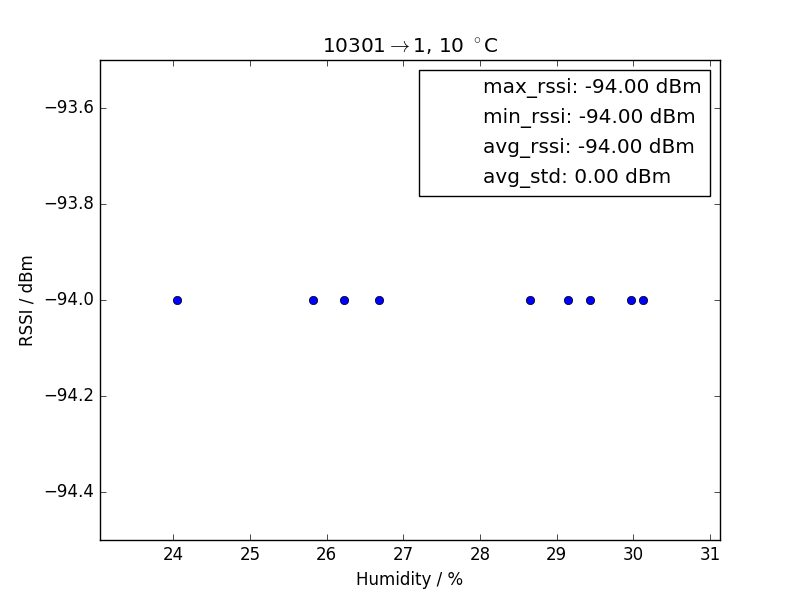 10301→1, 10 °C
max_rssi: -94.00 dBm
min_rssi: -94.00 dBm
avg_rssi: -94.00 dBm
avg_std: 0.00 dBm
RSSI / dBm
−93.6
−93.8
−94.0
−94.2
−94.4
24 25 26 27 28 29 30 31
Humidity / %